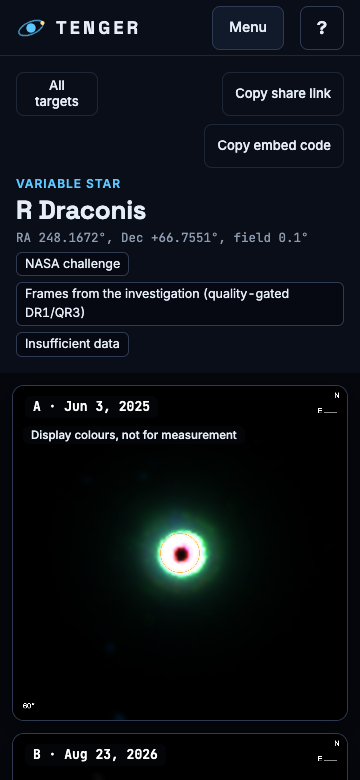 TENGER
Menu
?
All
targets
Copy share link
Copy embed code
VARIABLE STAR
R Draconis
RA 248.1672°, Dec +66.7551°, field 0.1°
NASA challenge
Frames from the investigation (quality-gated
DR1/QR3)
Insufficient data
A · Jun 3, 2025
N
E
Display colours, not for measurement
60"
B · Aug 23, 2026
N
E